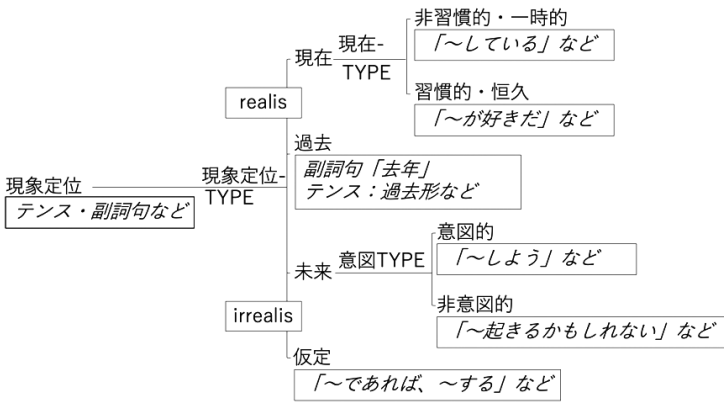 非習慣的・一時的
現在
現在-
TYPE
「～している」など
realis
習慣的・恒久
「～が好きだ」など
過去
副詞句「去年」
テンス：過去形など
現象定位
現象定位-
TYPE
テンス・副詞句など
意図的
「～しよう」など
未来
意図TYPE
非意図的
「～起きるかもしれない」など
irrealis
仮定
「～であれば、～する」など